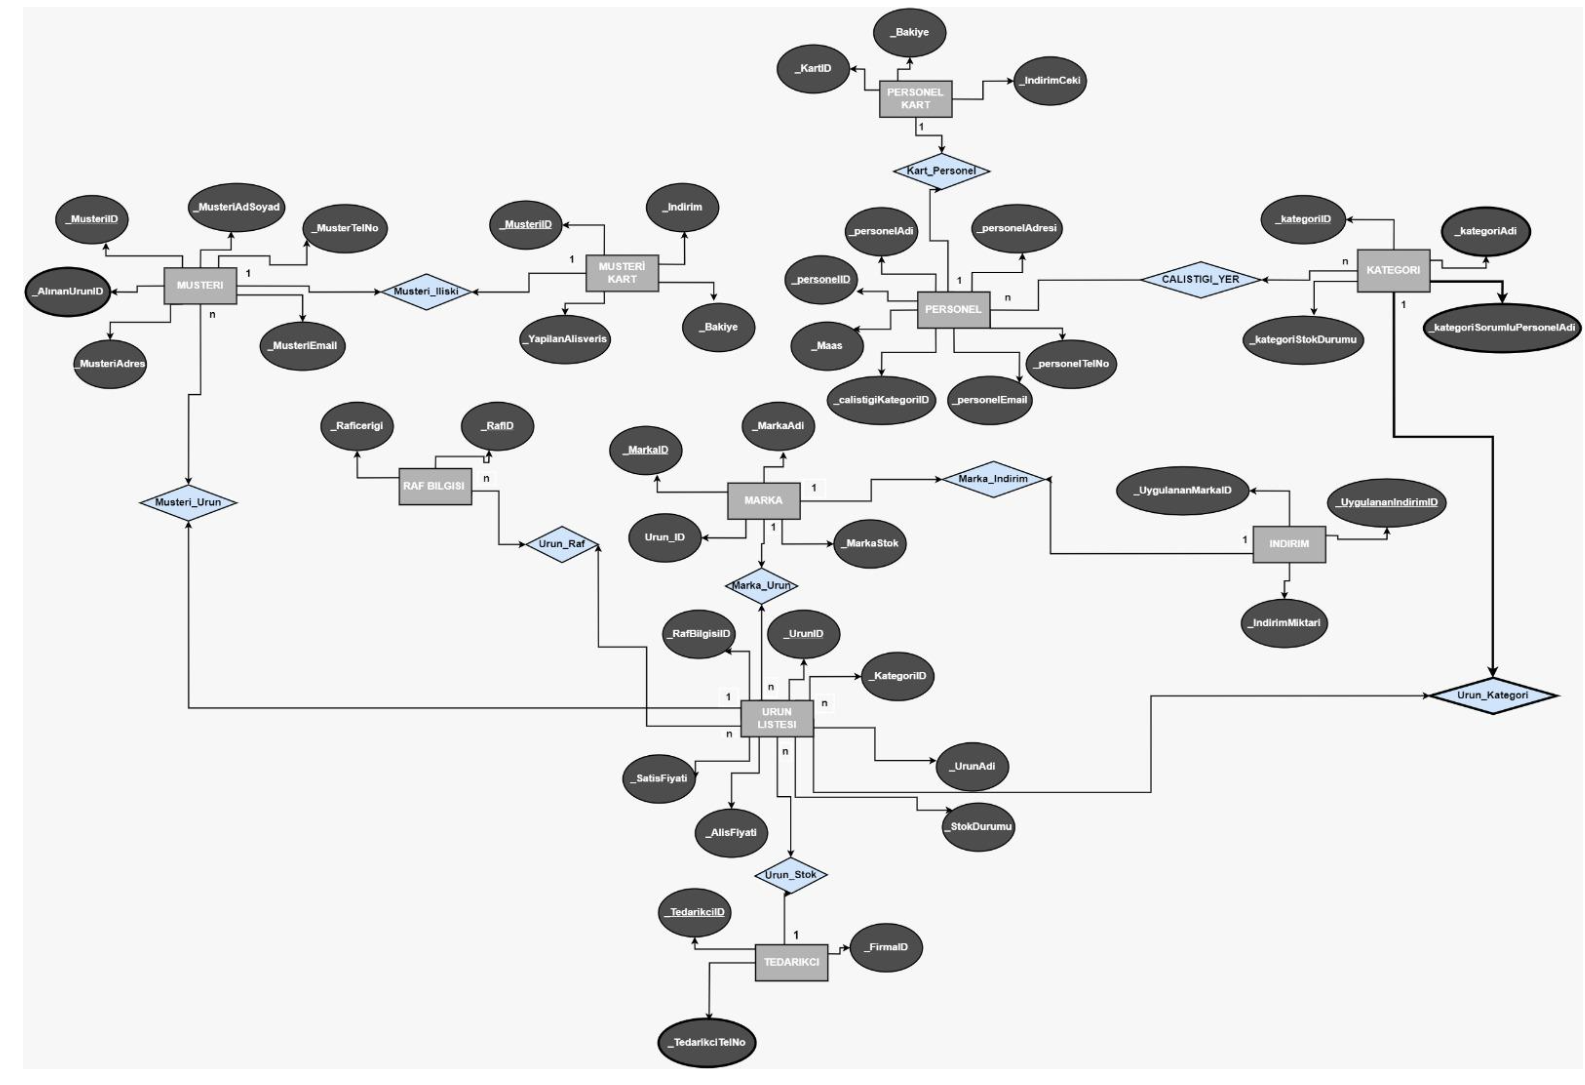 _Bakiye
_KartID
_IndirimCeki
PERSONEL
KART
1
Kart_Personel
_MusteriID
_MusteriAdSoyad
_MusterTelNo
_AlınanUrunID
MUSTERI
1
n
_MusteriAdres
_MusteriEmail
Musteri_Iliski
_MusteriID
_Indirim
1
MUSTERİ
KART
_YapilanAlisveris
_Bakiye
_personelAdi
_personelAdresi
_personelID
1
n
PERSONEL
_Maas
_personelTelNo
_calistigiKategoriID
_personelEmail
CALISTIGI_YER
_kategoriID
_kategoriAdi
n
KATEGORI
1
_kategoriStokDurumu
_kategoriSorumluPersonelAdi
_Raficerigi
_RafID
n
RAF BILGISI
Musteri_Urun
Urun_Raf
_MarkaID
_MarkaAdi
MARKA
1
1
Urun_ID
_MarkaStok
Marka_Indirim
_UygulananMarkaID
_UygulananIndirimID
1
INDIRIM
_IndirimMiktari
Marka_Urun
_RafBilgisiID
_UrunID
_KategoriID
1
n
n
URUN
LISTESI
n
n
Urun_Kategori
_SatisFiyati
_UrunAdi
_AlisFiyati
_StokDurumu
Urun_Stok
_TedarikciID
1
_FirmaID
TEDARIKCI
_TedarikciTelNo